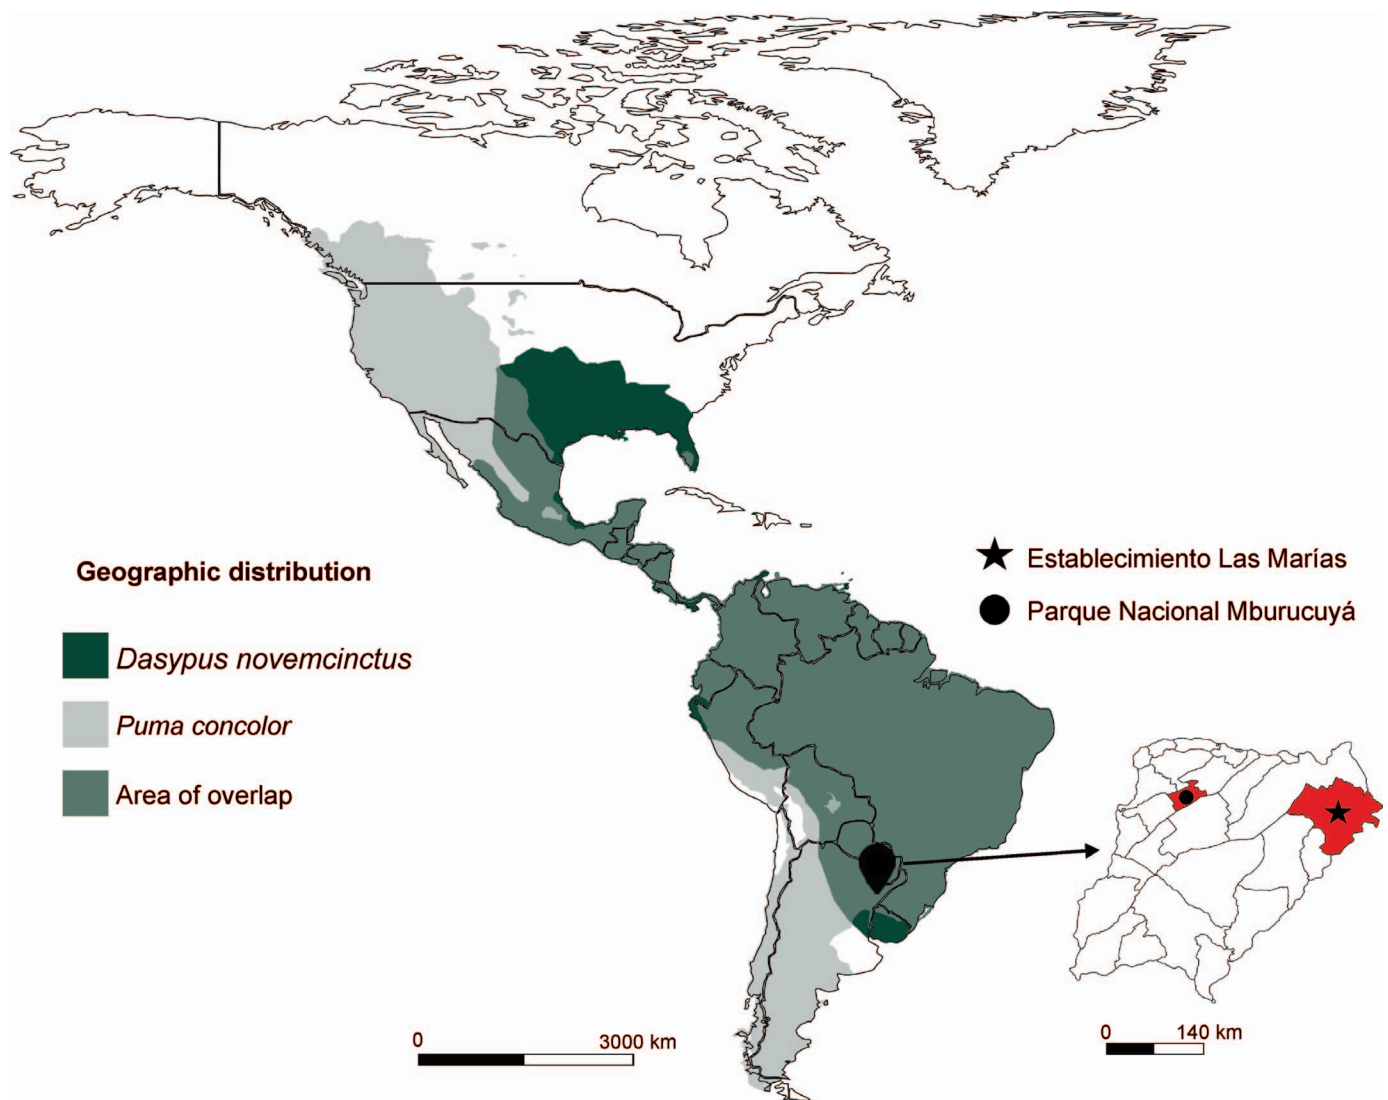 Geographic distribution
Dasypus novemcinctus
Puma concolor
Area of overlap
Establecimiento Las Marías
Parque Nacional Mburucuyá
0 3000 km
0 140 km